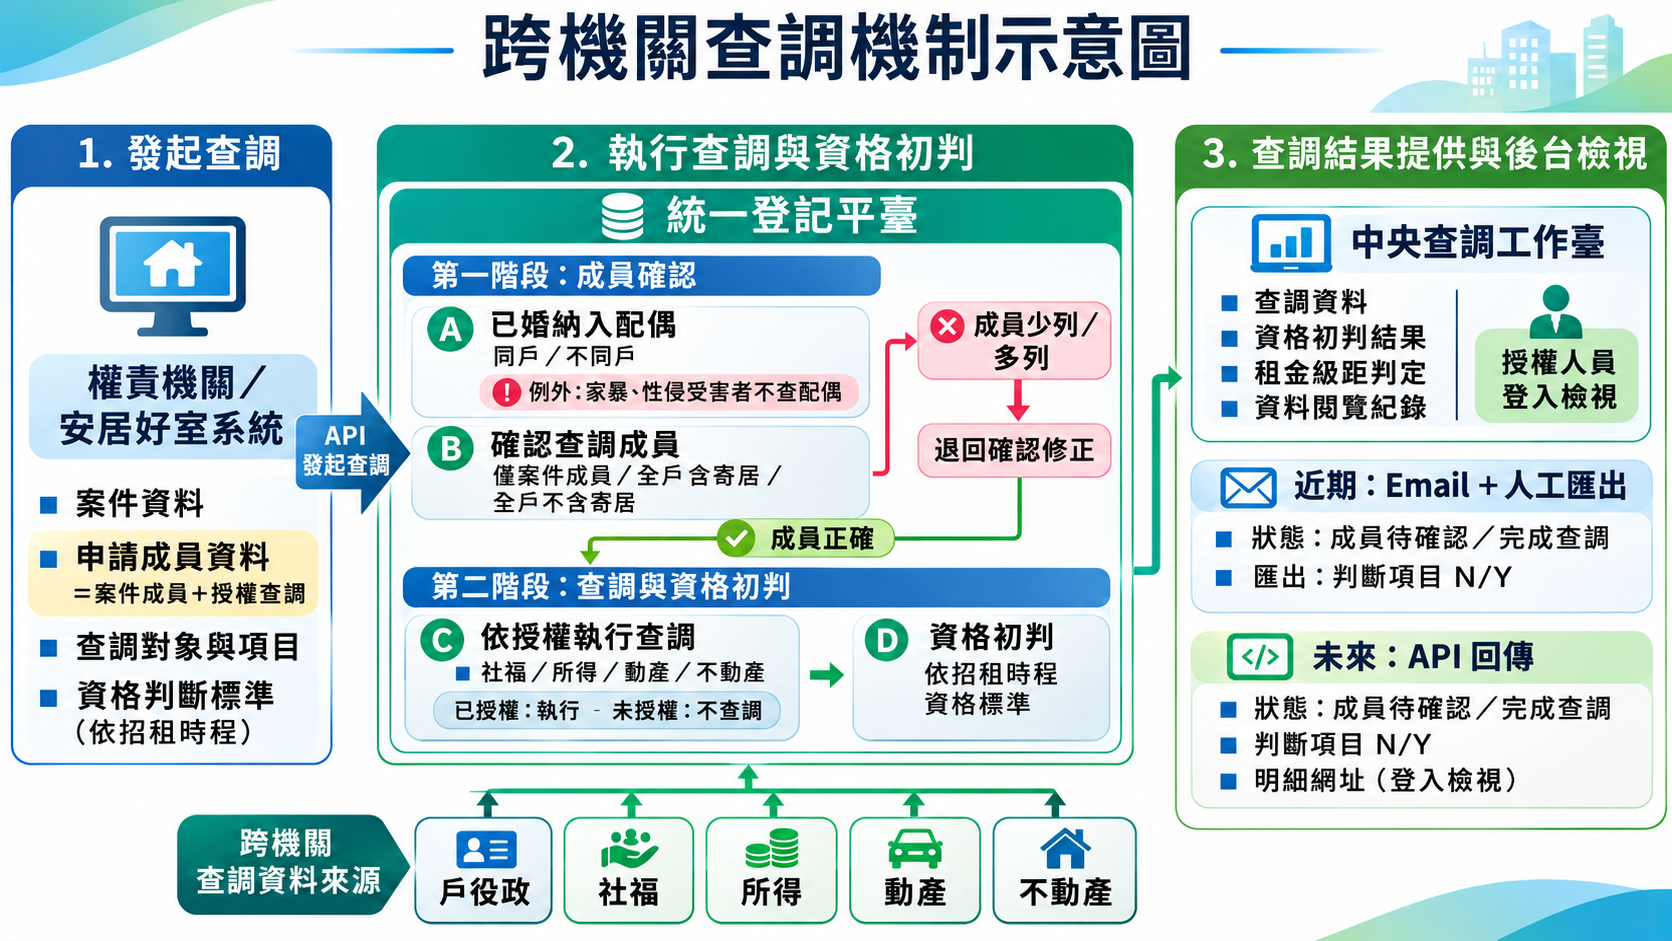 跨機關查調機制示意圖
1. 發起查調
權責機關／
安居好室系統
案件資料
申請成員資料
＝案件成員＋授權查調
查調對象與項目
資格判斷標準
（依招租時程）
API
發起查調
2. 執行查調與資格初判
統一登記平臺
第一階段：成員確認
A 已婚納入配偶
同戶／不同戶
! 例外：家暴、性侵受害者不查配偶
B 確認查調成員
僅案件成員／全戶含寄居／
全戶不含寄居
成員少列／
多列
退回確認修正
成員正確
第二階段：查調與資格初判
C 依授權執行查調
社福／所得／動產／不動產
已授權：執行 - 未授權：不查調
D 資格初判
依招租時程
資格標準
3. 查調結果提供與後台檢視
中央查調工作臺
查調資料
資格初判結果
租金級距判定
資料閱覽紀錄
授權人員
登入檢視
近期：Email＋人工匯出
狀態：成員待確認／完成查調
匯出：判斷項目 N/Y
</> 未來：API 回傳
狀態：成員待確認／完成查調
判斷項目 N/Y
明細網址（登入檢視）
跨機關
查調資料來源
戶役政
社福
所得
動產
不動產